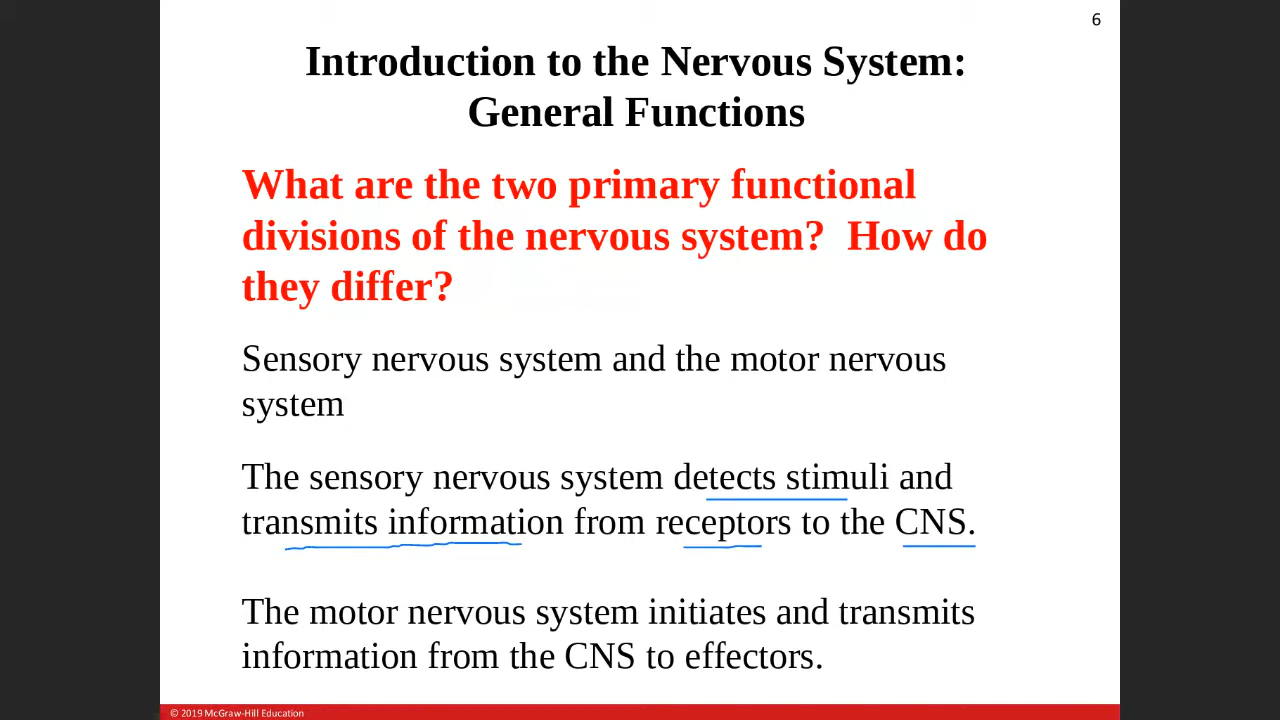 6
Introduction to the Nervous System:
General Functions
What are the two primary functional
divisions of the nervous system?  How do
they differ?
Sensory nervous system and the motor nervous
system
The sensory nervous system detects stimuli and
transmits information from receptors to the CNS.
The motor nervous system initiates and transmits
information from the CNS to effectors.
© 2019 McGraw-Hill Education